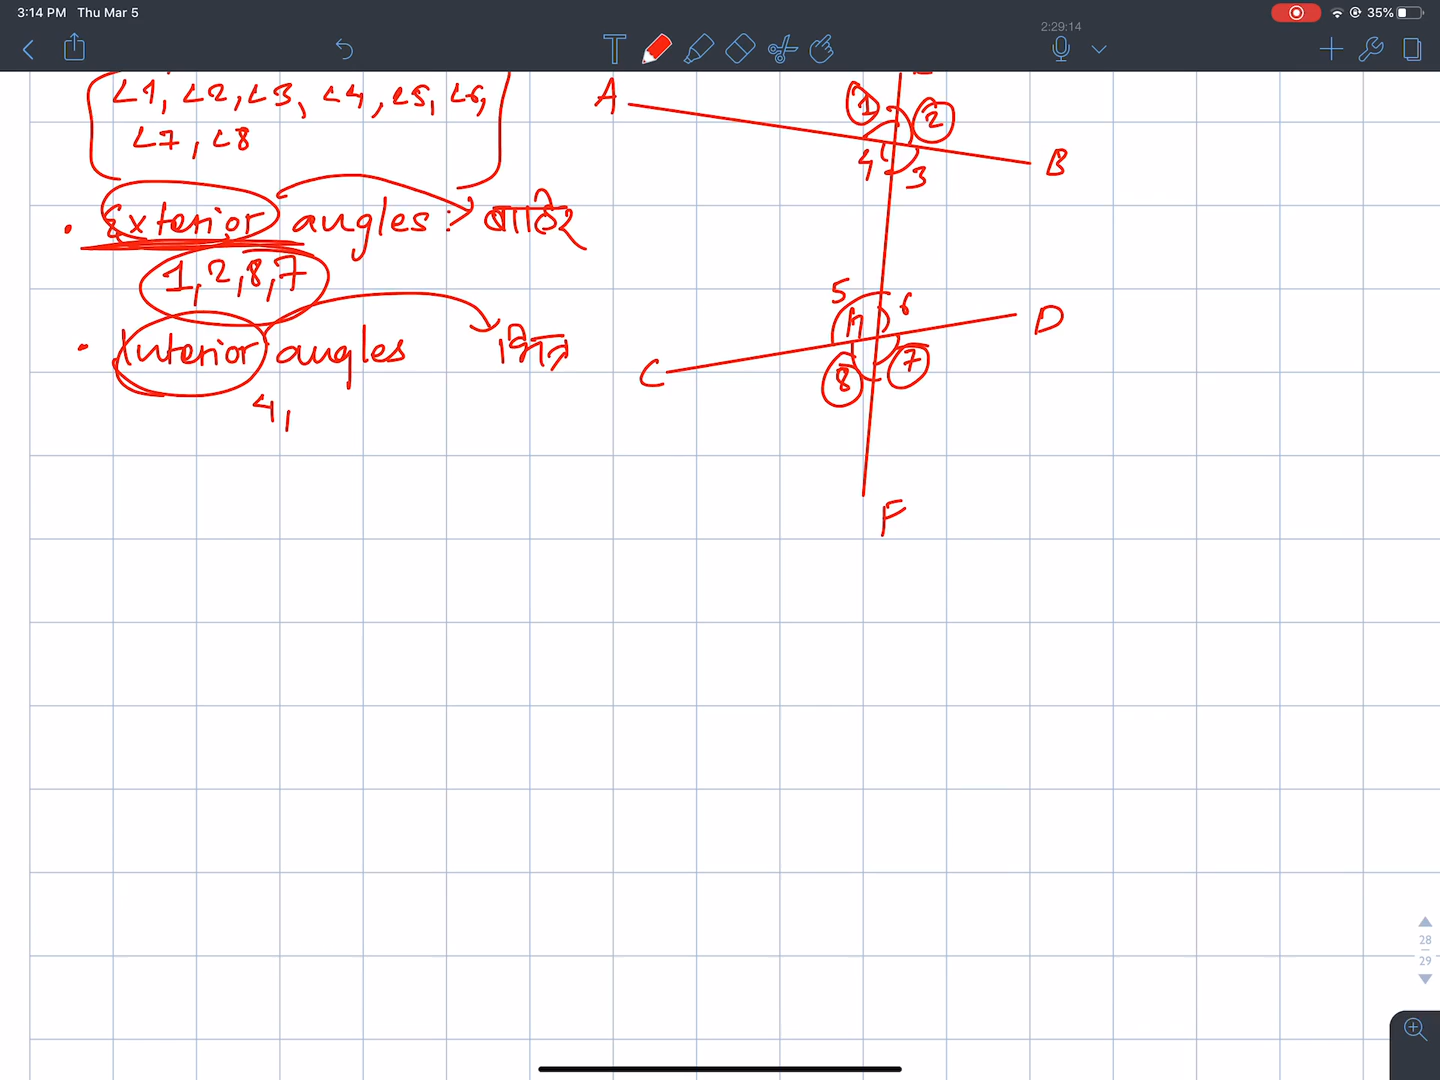 3:14 PM Thu Mar 5
35%
2:29:14
∠1, ∠2, ∠3, ∠4, ∠5, ∠6,
∠7, ∠8
• Exterior angles :
1, 2, 8, 7
• Interior angles
4,
A
1 2
4 3
B
5 6
D
C
8 7
F
28
29